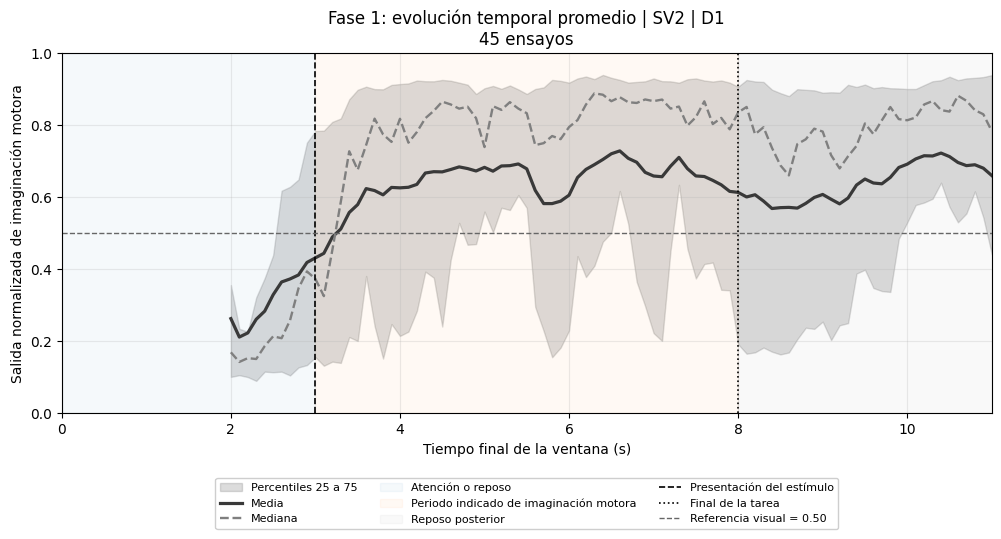 Fase 1: evolución temporal promedio | SV2 | D1
45 ensayos
Salida normalizada de imaginación motora
1.0
0.8
0.6
0.4
0.2
0.0
0 2 4 6 8 10
Tiempo final de la ventana (s)
Percentiles 25 a 75
Media
Mediana
Atención o reposo
Periodo indicado de imaginación motora
Reposo posterior
Presentación del estímulo
Final de la tarea
Referencia visual = 0.50